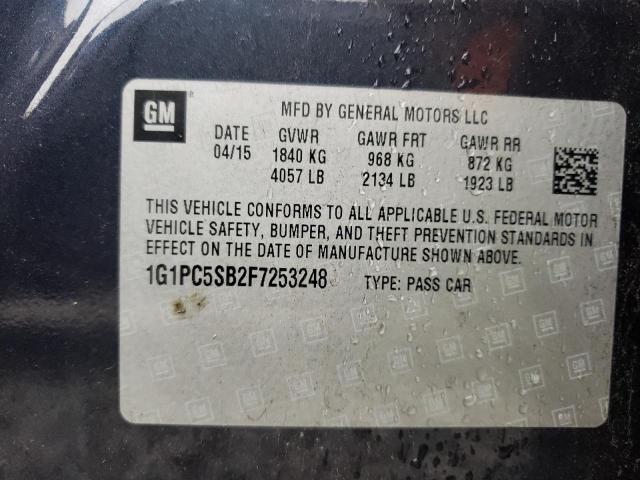 GM ®
MFD BY GENERAL MOTORS LLC
DATE GVWR GAWR FRT GAWR RR
04/15 1840 KG 968 KG 872 KG
4057 LB 2134 LB 1923 LB
THIS VEHICLE CONFORMS TO ALL APPLICABLE U.S. FEDERAL MOTOR
VEHICLE SAFETY, BUMPER, AND THEFT PREVENTION STANDARDS IN
EFFECT ON THE DATE OF MANUFACTURE SHOWN ABOVE.
1G1PC5SB2F7253248 TYPE: PASS CAR